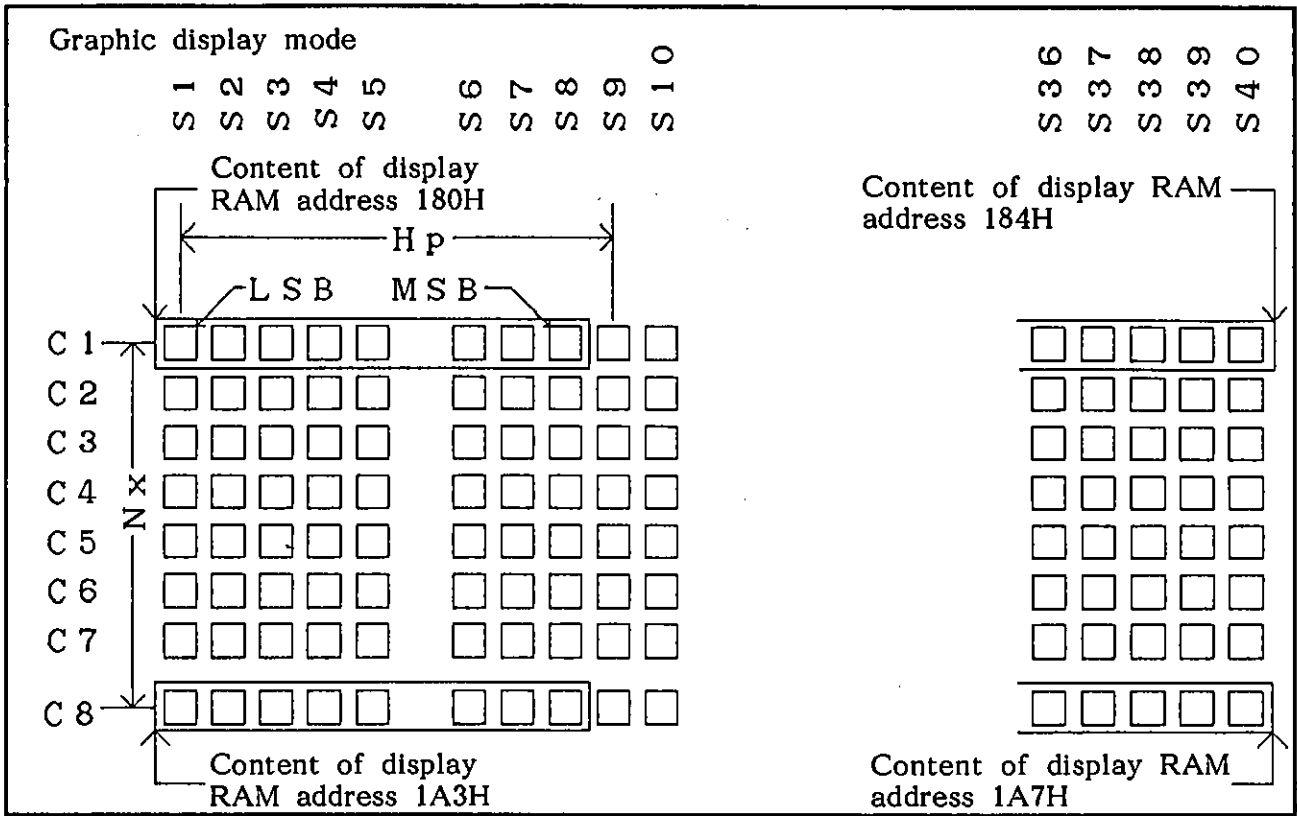 Graphic display mode
S1 S2 S3 S4 S5 S6 S7 S8 S9 S10 S36 S37 S38 S39 S40
Content of display
RAM address 180H
Content of display RAM
address 184H
Hp
LSB MSB
C1
C2
C3
C4
C5
C6
C7
C8
Nx
Content of display
RAM address 1A3H
Content of display RAM
address 1A7H